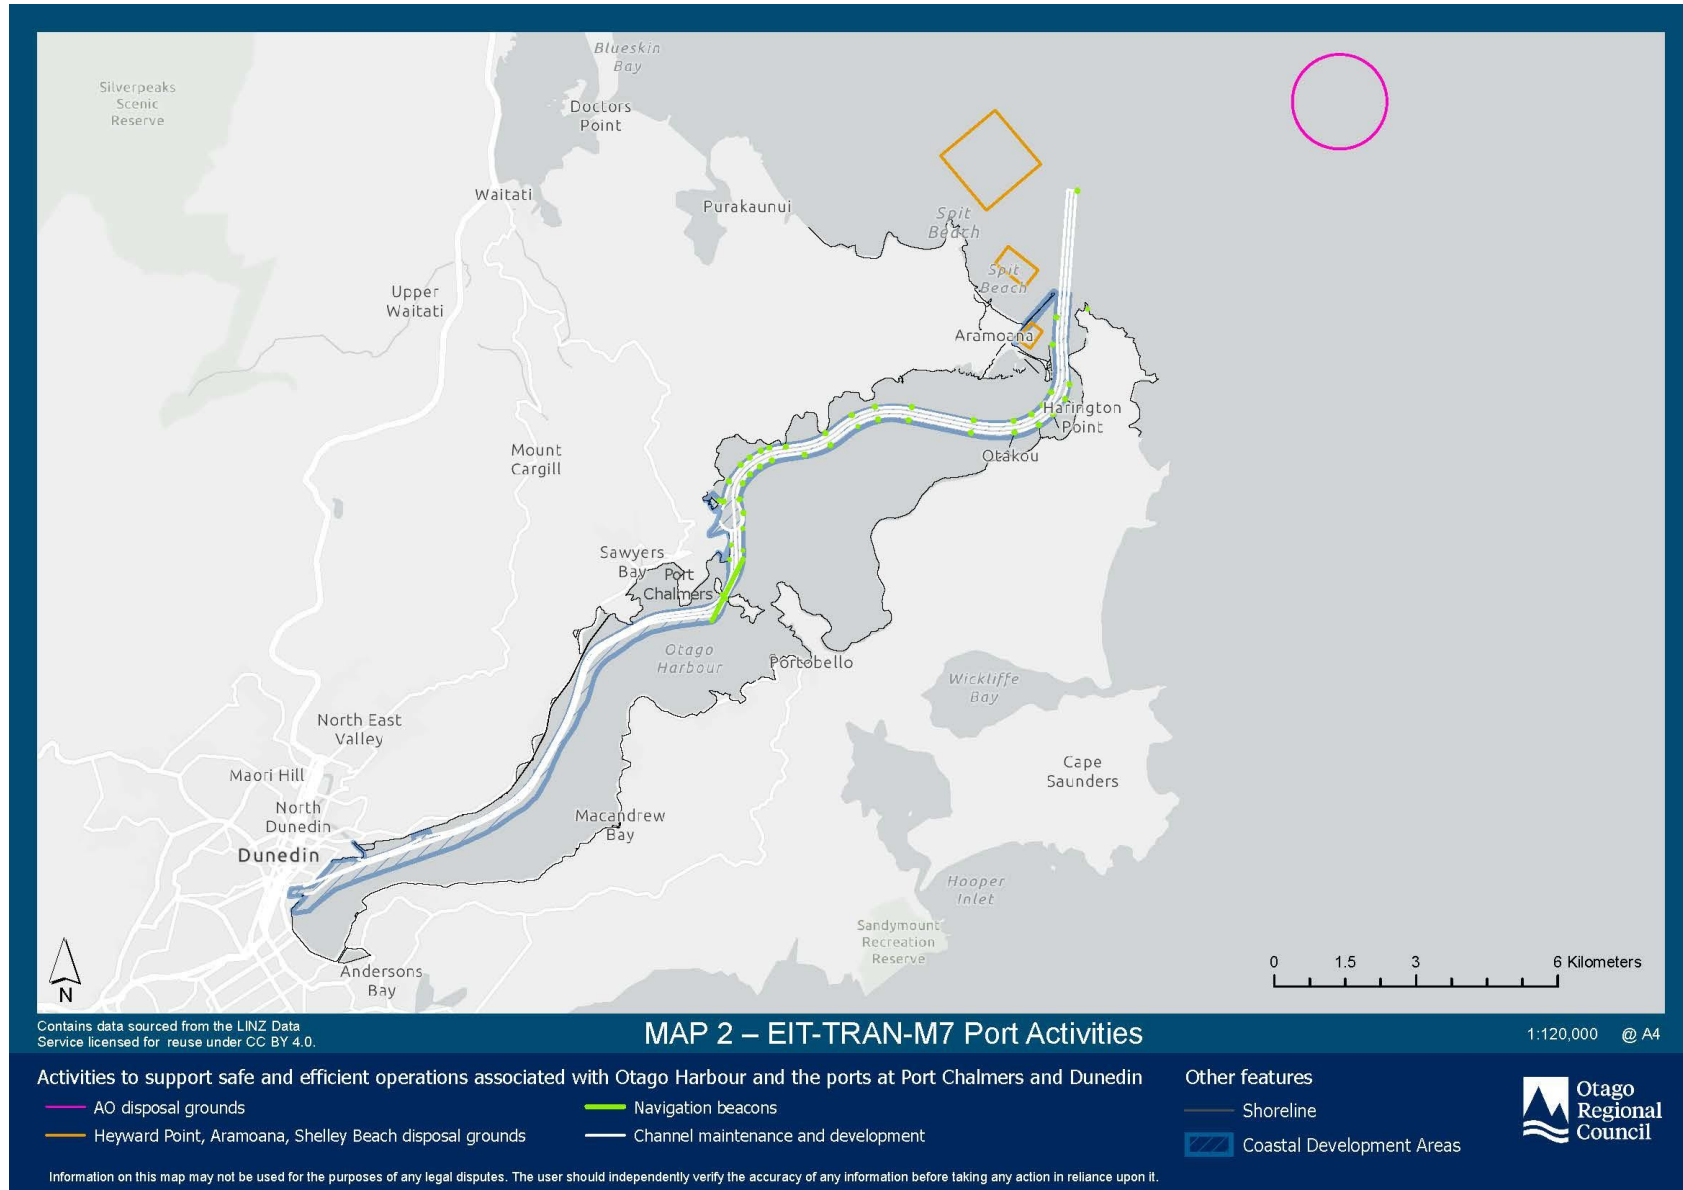 Blueskin
Bay
Silverpeaks
Scenic
Reserve
Doctors
Point
Waitati
Purakaunui
Spit
Beach
Spit
Beach
Upper
Waitati
Aramoana
Harington
Point
Otakou
Mount
Cargill
Sawyers
Bay
Port
Chalmers
Otago
Harbour
Portobello
Wickliffe
Bay
North East
Valley
Maori Hill
North
Dunedin
Dunedin
Cape
Saunders
Macandrew
Bay
Hooper
Inlet
Sandymount
Recreation
Reserve
Andersons
Bay
N
0 1.5 3 6 Kilometers
Contains data sourced from the LINZ Data
Service licensed for reuse under CC BY 4.0.
MAP 2 – EIT-TRAN-M7 Port Activities
1:120,000 @ A4
Activities to support safe and efficient operations associated with Otago Harbour and the ports at Port Chalmers and Dunedin
AO disposal grounds
Heyward Point, Aramoana, Shelley Beach disposal grounds
Navigation beacons
Channel maintenance and development
Other features
Shoreline
Coastal Development Areas
Otago
Regional
Council
Information on this map may not be used for the purposes of any legal disputes. The user should independently verify the accuracy of any information before taking any action in reliance upon it.